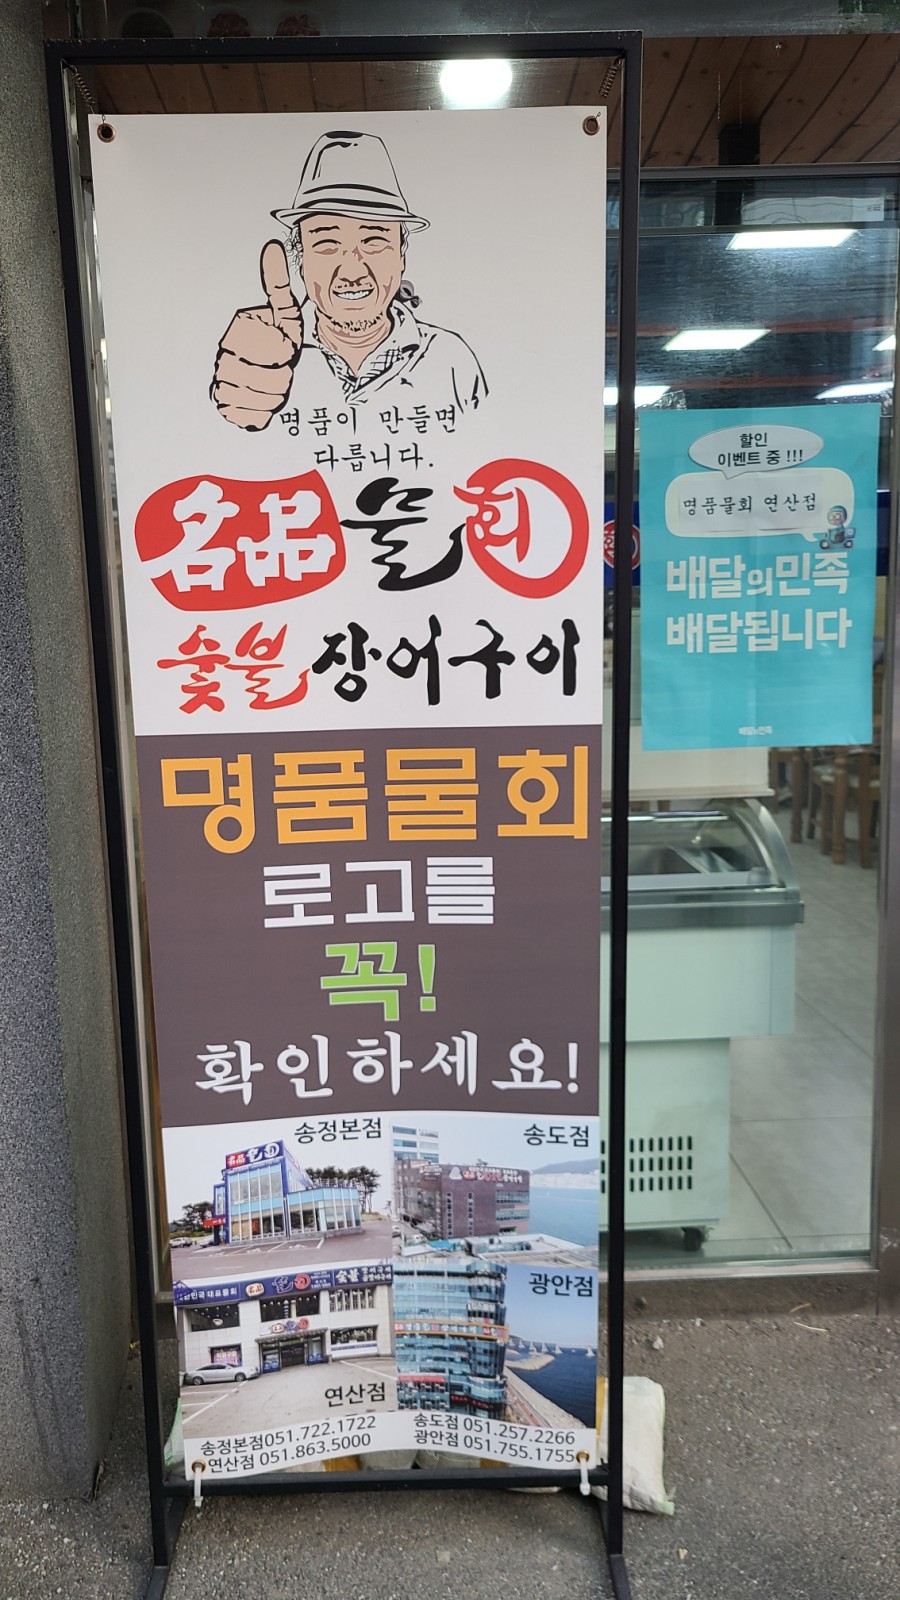 명품이 만들면
다릅니다.
名品물회
숯불장어구이
명품물회
로고를
꼭!
확인하세요!
송정본점
송도점
광안점
연산점
송정본점051.722.1722
연산점 051.863.5000
송도점 051.257.2266
광안점 051.755.1755
할인
이벤트 중 !!!
명품물회 연산점
배달의민족
배달됩니다
배달의민족